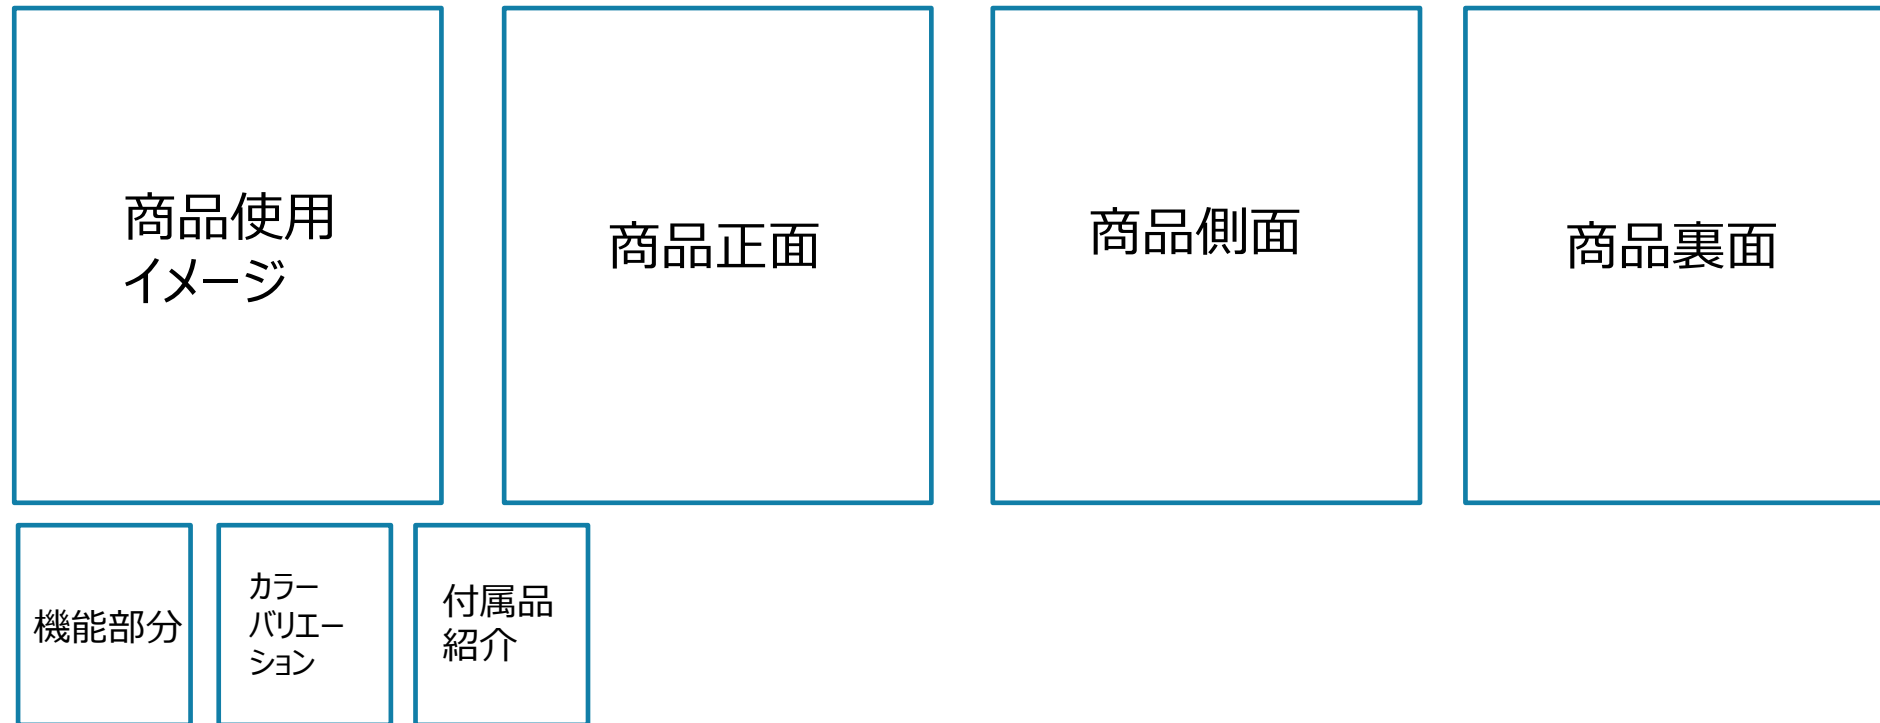 商品使用
イメージ
商品正面
商品側面
商品裏面
機能部分
カラー
バリエー
ション
付属品
紹介